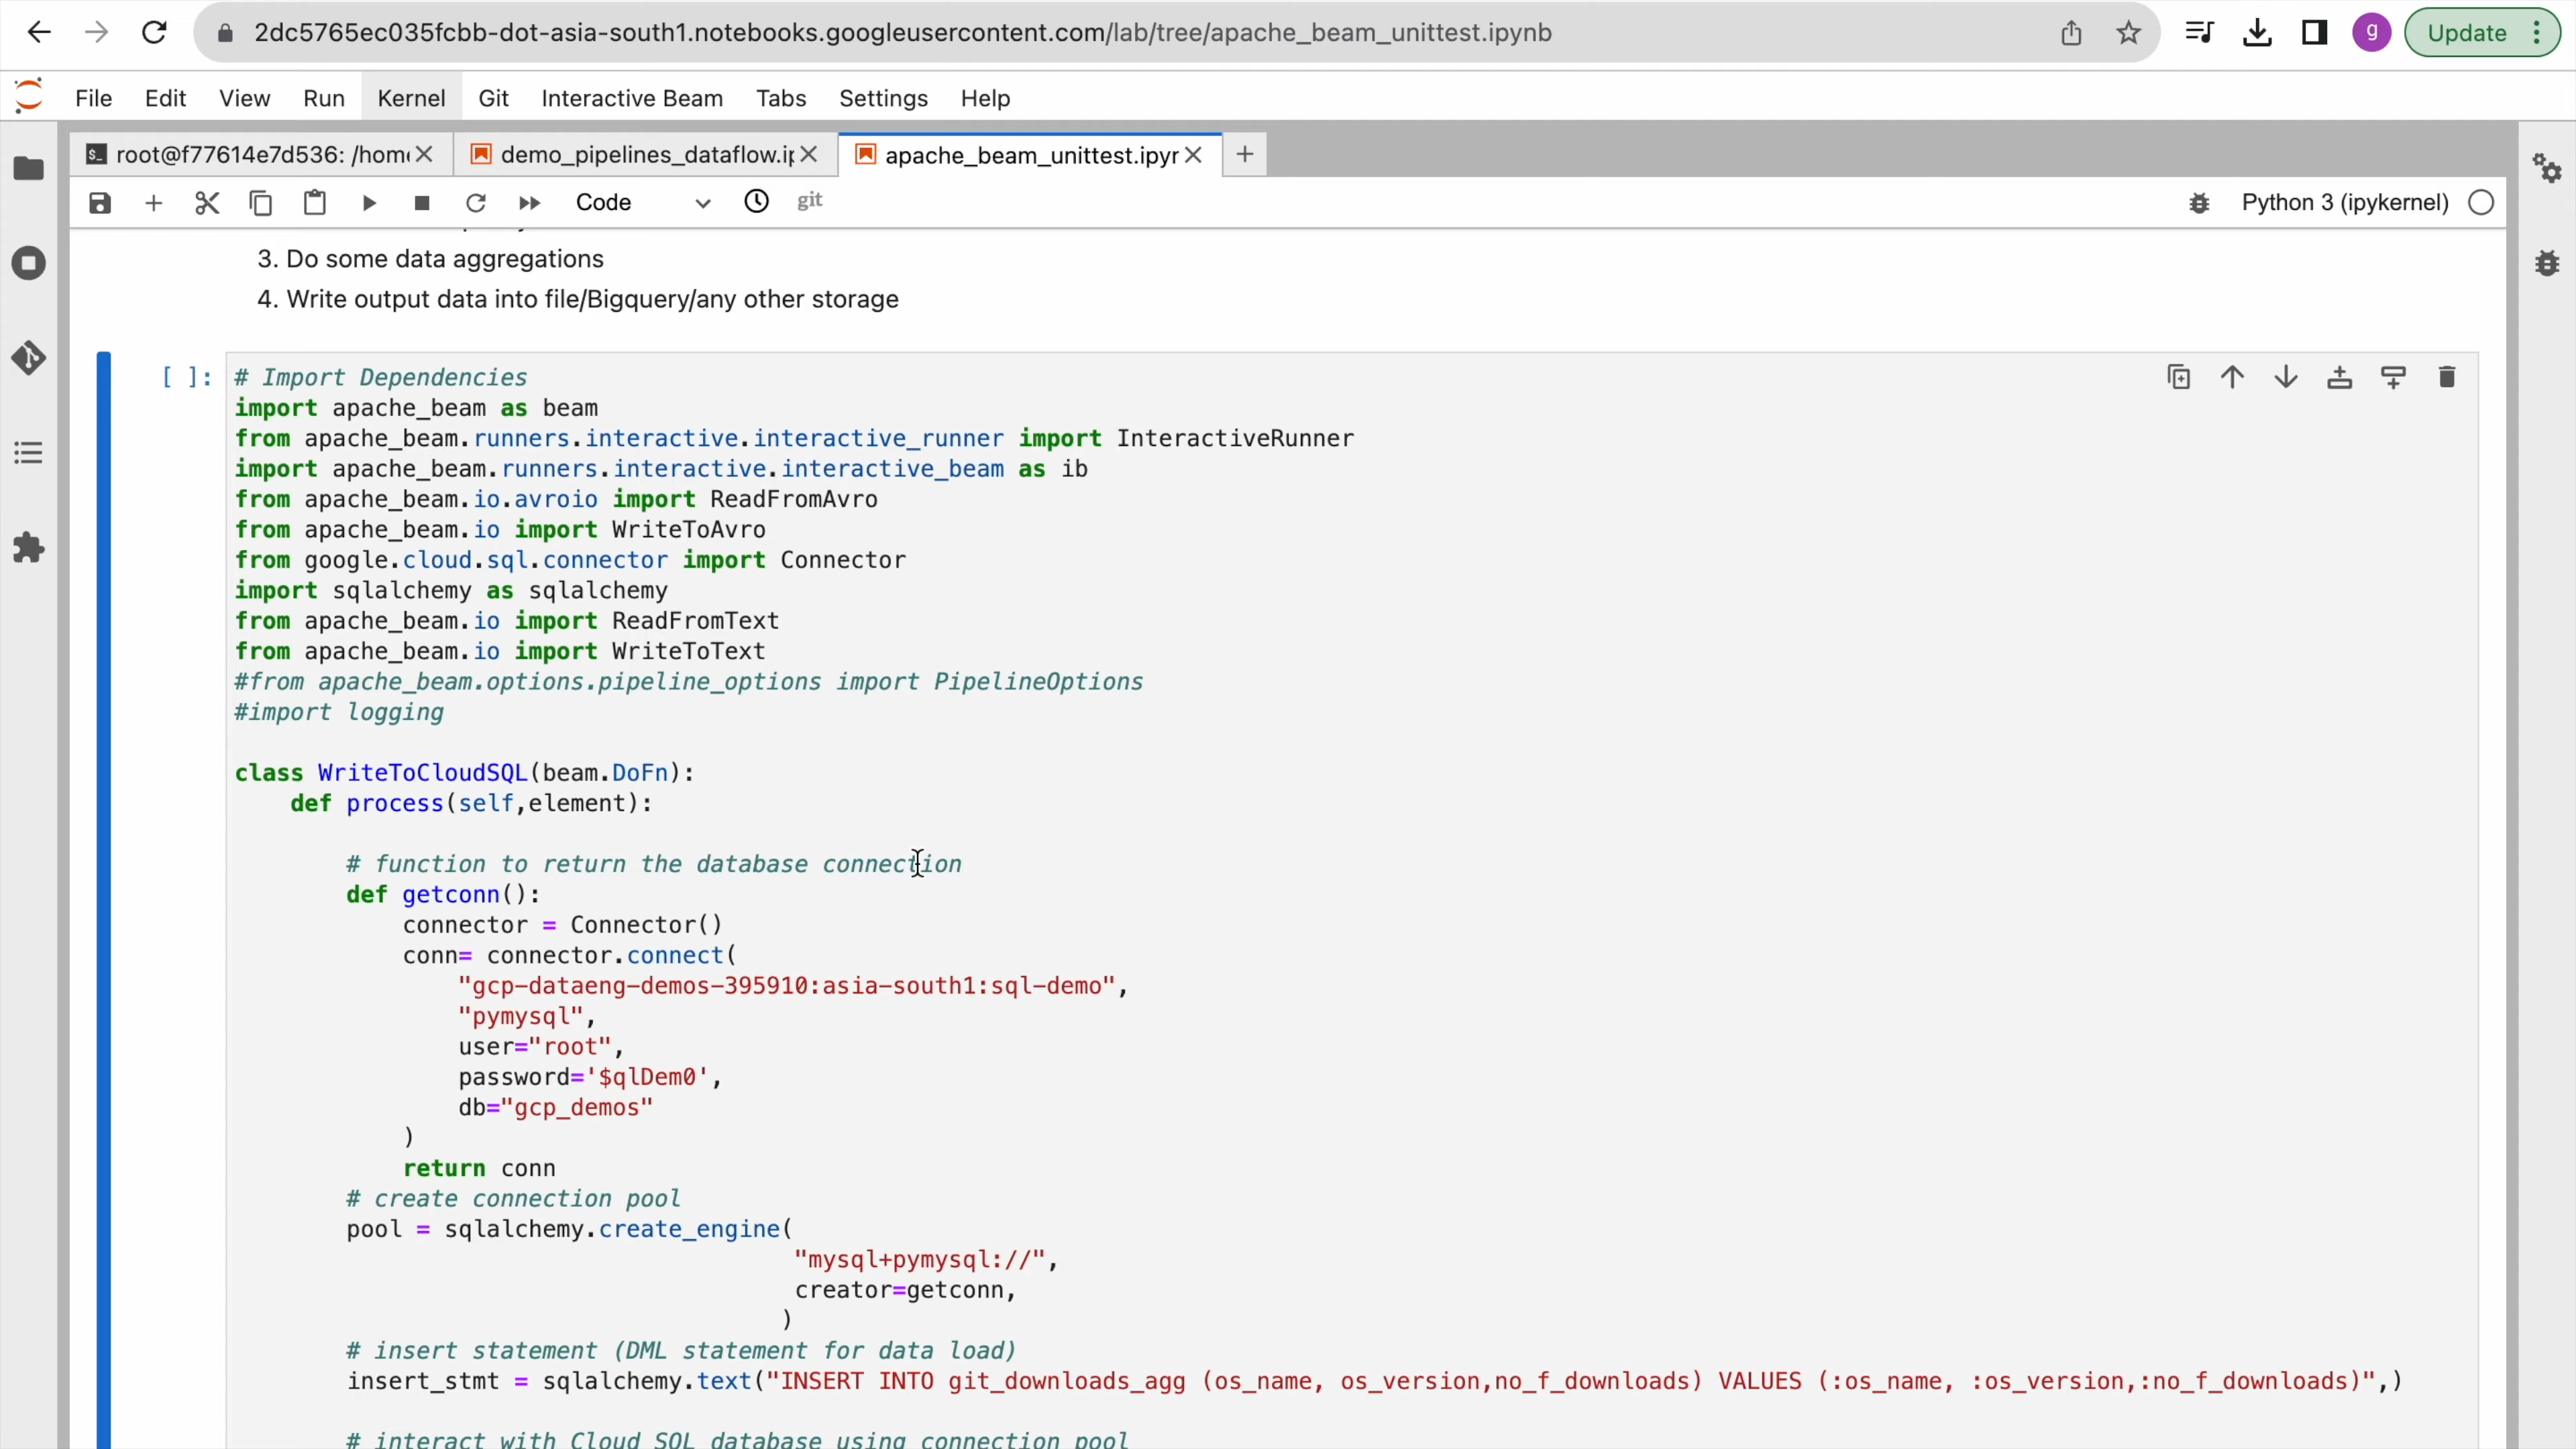 2dc5765ec035fcbb-dot-asia-south1.notebooks.googleusercontent.com/lab/tree/apache_beam_unittest.ipynb
g
Update
File Edit View Run Kernel Git Interactive Beam Tabs Settings Help
root@f77614e7d536: /home
demo_pipelines_dataflow.ip
apache_beam_unittest.ipyn
Code
git
Python 3 (ipykernel)
3. Do some data aggregations
4. Write output data into file/Bigquery/any other storage
[ ]:
# Import Dependencies
import apache_beam as beam
from apache_beam.runners.interactive.interactive_runner import InteractiveRunner
import apache_beam.runners.interactive.interactive_beam as ib
from apache_beam.io.avroio import ReadFromAvro
from apache_beam.io import WriteToAvro
from google.cloud.sql.connector import Connector
import sqlalchemy as sqlalchemy
from apache_beam.io import ReadFromText
from apache_beam.io import WriteToText
#from apache_beam.options.pipeline_options import PipelineOptions
#import logging
class WriteToCloudSQL(beam.DoFn):
def process(self,element):
# function to return the database connection
def getconn():
connector = Connector()
conn= connector.connect(
"gcp-dataeng-demos-395910:asia-south1:sql-demo",
"pymysql",
user="root",
password='$qlDem0',
db="gcp_demos"
)
return conn
# create connection pool
pool = sqlalchemy.create_engine(
"mysql+pymysql://",
creator=getconn,
)
# insert statement (DML statement for data load)
insert_stmt = sqlalchemy.text("INSERT INTO git_downloads_agg (os_name, os_version,no_f_downloads) VALUES (:os_name, :os_version,:no_f_downloads)",)
# interact with Cloud SQL database using connection pool